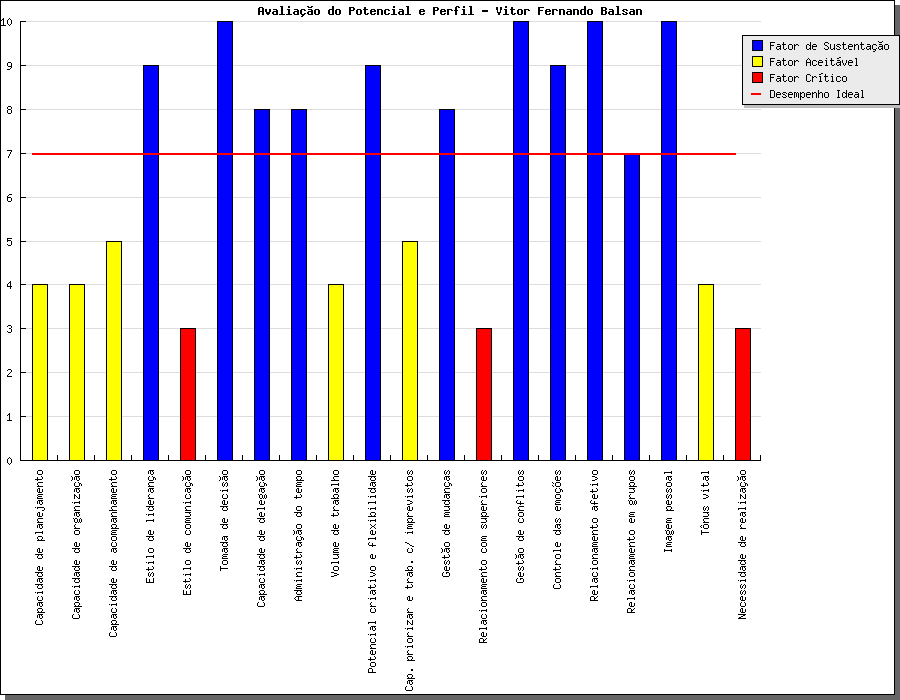 Avaliação do Potencial e Perfil - Vitor Fernando Balsan
Fator de Sustentação
Fator Aceitável
Fator Crítico
Desempenho Ideal
10
9
8
7
6
5
4
3
2
1
0
Capacidade de planejamento
Capacidade de organização
Capacidade de acompanhamento
Estilo de liderança
Estilo de comunicação
Tomada de decisão
Capacidade de delegação
Administração do tempo
Volume de trabalho
Potencial criativo e flexibilidade
Cap. priorizar e trab. c/ imprevistos
Gestão de mudanças
Relacionamento com superiores
Gestão de conflitos
Controle das emoções
Relacionamento afetivo
Relacionamento em grupos
Imagem pessoal
Tônus vital
Necessidade de realização